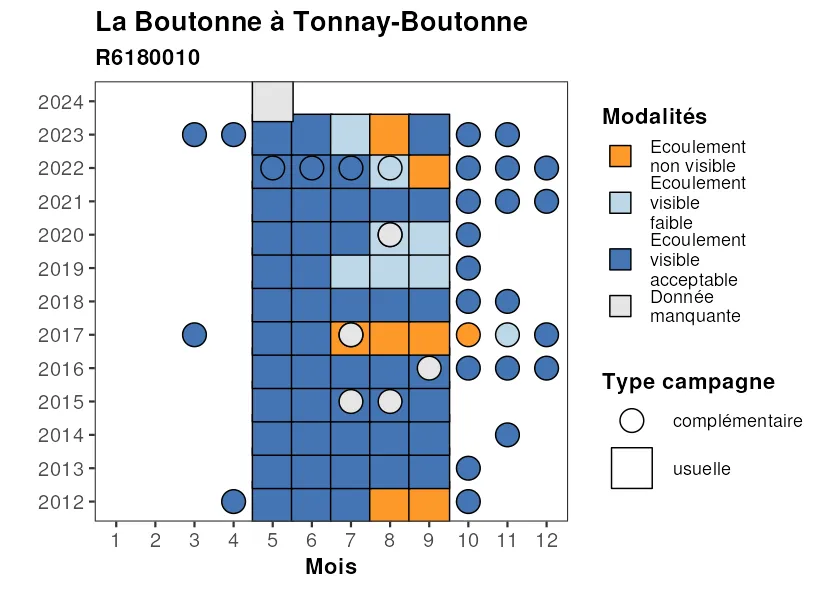 La Boutonne à Tonnay-Boutonne
R6180010
2024
2023
2022
2021
2020
2019
2018
2017
2016
2015
2014
2013
2012
1 2 3 4 5 6 7 8 9 10 11 12
Mois
Modalités
Ecoulement
non visible
Ecoulement
visible
faible
Ecoulement
visible
acceptable
Donnée
manquante
Type campagne
complémentaire
usuelle